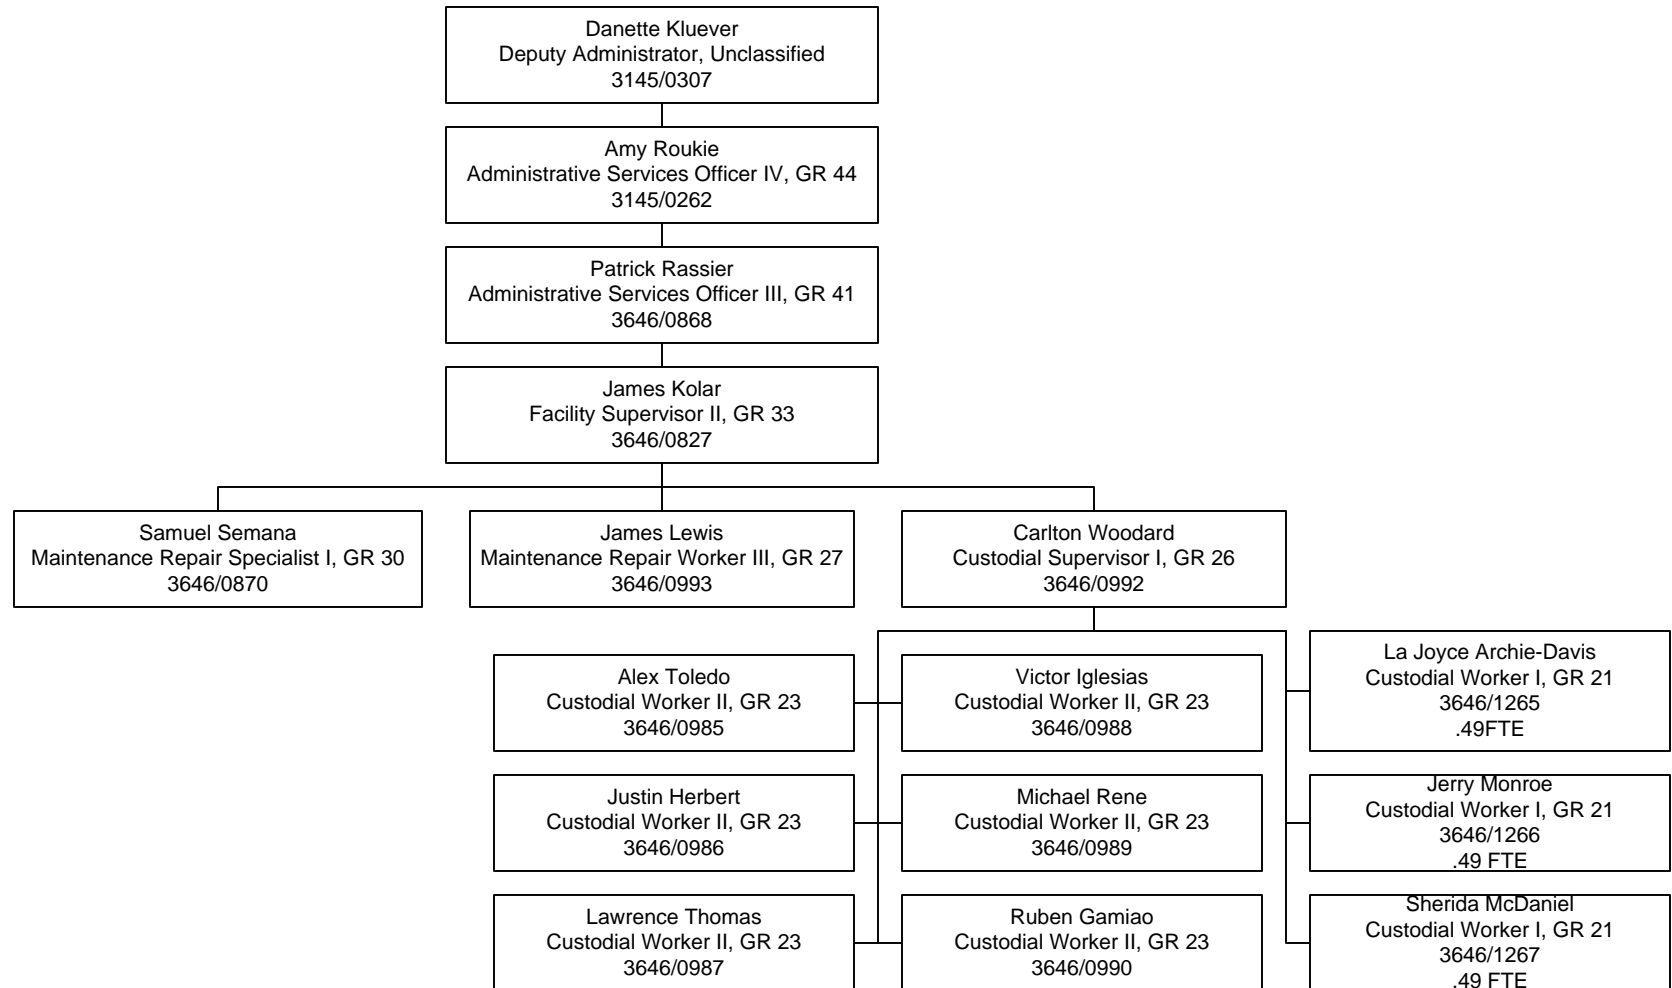 Danette Kluever
Deputy Administrator, Unclassified
3145/0307
Amy Roukie
Administrative Services Officer IV, GR 44
3145/0262
Patrick Rassier
Administrative Services Officer III, GR 41
3646/0868
James Kolar
Facility Supervisor II, GR 33
3646/0827
Samuel Semana
Maintenance Repair Specialist I, GR 30
3646/0870
James Lewis
Maintenance Repair Worker III, GR 27
3646/0993
Carlton Woodard
Custodial Supervisor I, GR 26
3646/0992
Alex Toledo
Custodial Worker II, GR 23
3646/0985
Victor Iglesias
Custodial Worker II, GR 23
3646/0988
La Joyce Archie-Davis
Custodial Worker I, GR 21
3646/1265
.49FTE
Justin Herbert
Custodial Worker II, GR 23
3646/0986
Michael Rene
Custodial Worker II, GR 23
3646/0989
Jerry Monroe
Custodial Worker I, GR 21
3646/1266
.49 FTE
Lawrence Thomas
Custodial Worker II, GR 23
3646/0987
Ruben Gamiao
Custodial Worker II, GR 23
3646/0990
Sherida McDaniel
Custodial Worker I, GR 21
3646/1267
.49 FTE